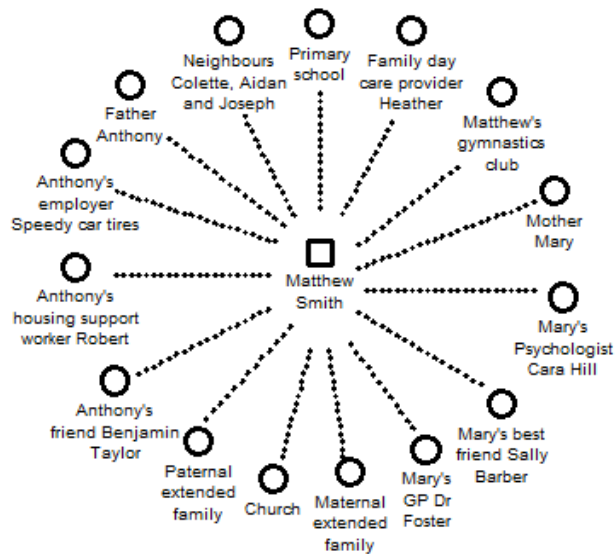 Neighbours
Colette, Aidan
and Joseph
Primary
school
Family day
care provider
Heather
Father
Anthony
Matthew's
gymnastics
club
Anthony's
employer
Speedy car tires
Mother
Mary
Matthew
Smith
Anthony's
housing support
worker Robert
Mary's
Psychologist
Cara Hill
Anthony's
friend Benjamin
Taylor
Mary's best
friend Sally
Barber
Paternal
extended
family
Church
Maternal
extended
family
Mary's
GP Dr
Foster